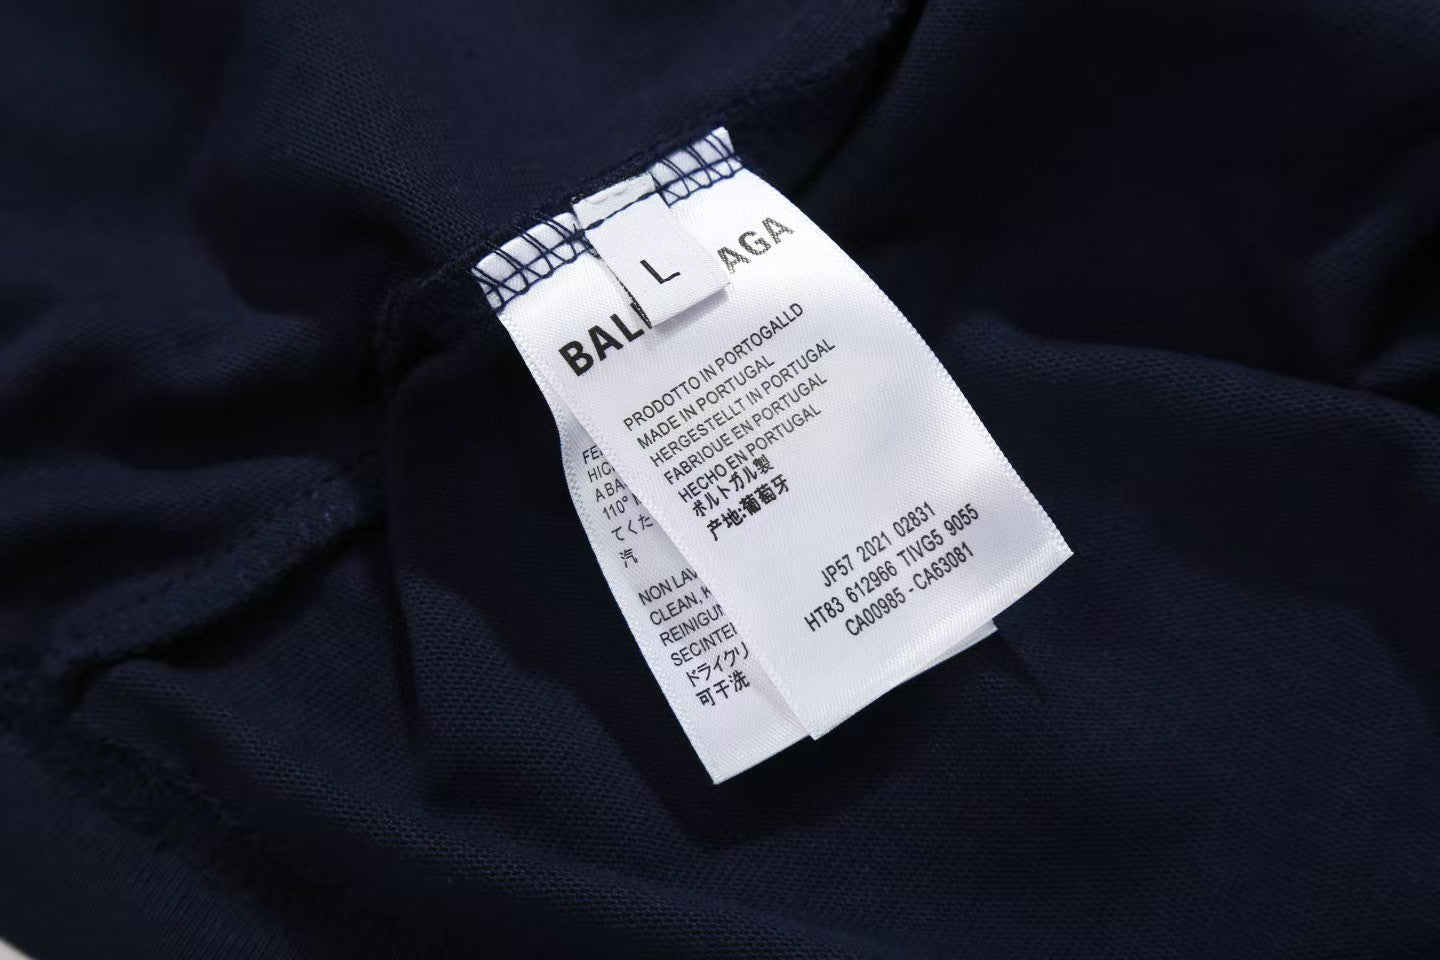 L
BAL AGA
PRODOTTO IN PORTOGALLD
MADE IN PORTUGAL
HERGESTELLT IN PORTUGAL
FABRIQUE EN PORTUGAL
HECHO EN PORTUGAL
ポルトガル製
产地:葡萄牙
JP57 2021 02831
HT83 612966 TIVG5 9055
CA00985 - CA63081
HIC
A BA
110°
てくた
汽
NON LAV
CLEAN,
REINIGUN
SECINTE
ドライクリ
可干洗